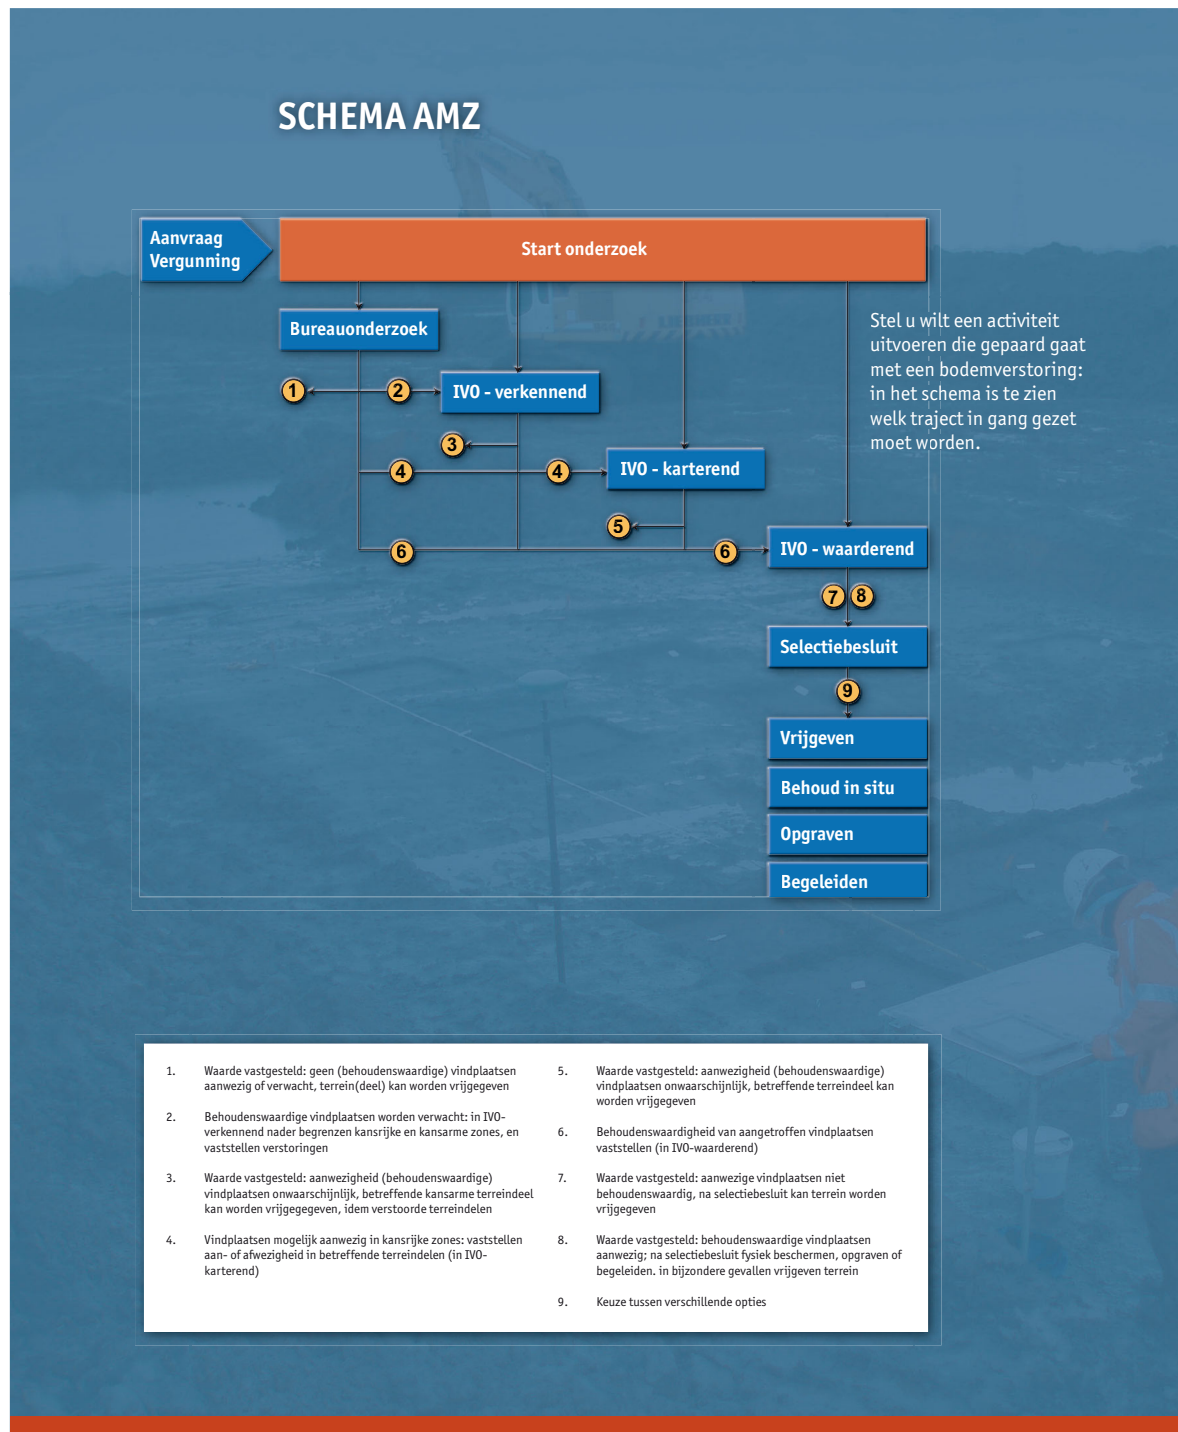 SCHEMA AMZ
Aanvraag
Vergunning
Start onderzoek
Bureauonderzoek
Stel u wilt een activiteit
uitvoeren die gepaard gaat
met een bodemverstoring:
in het schema is te zien
welk traject in gang gezet
moet worden.
1
2
IVO - verkennend
3
4
4
IVO - karterend
5
6
6
IVO - waarderend
7
8
Selectiebesluit
9
Vrijgeven
Behoud in situ
Opgraven
Begeleiden
1. Waarde vastgesteld: geen (behoudenswaardige) vindplaatsen
aanwezig of verwacht, terrein(deel) kan worden vrijgegeven
2. Behoudenswaardige vindplaatsen worden verwacht: in IVO-
verkennend nader begrenzen kansrijke en kansarme zones, en
vaststellen verstoringen
3. Waarde vastgesteld: aanwezigheid (behoudenswaardige)
vindplaatsen onwaarschijnlijk, betreffende kansarme terreindeel
kan worden vrijgegegeven, idem verstoorde terreindelen
4. Vindplaatsen mogelijk aanwezig in kansrijke zones: vaststellen
aan- of afwezigheid in betreffende terreindelen (in IVO-
karterend)
5. Waarde vastgesteld: aanwezigheid (behoudenswaardige)
vindplaatsen onwaarschijnlijk, betreffende terreindeel kan
worden vrijgegeven
6. Behoudenswaardigheid van aangetroffen vindplaatsen
vaststellen (in IVO-waarderend)
7. Waarde vastgesteld: aanwezige vindplaatsen niet
behoudenswaardig, na selectiebesluit kan terrein worden
vrijgegeven
8. Waarde vastgesteld: behoudenswaardige vindplaatsen
aanwezig; na selectiebesluit fysiek beschermen, opgraven of
begeleiden. in bijzondere gevallen vrijgeven terrein
9. Keuze tussen verschillende opties